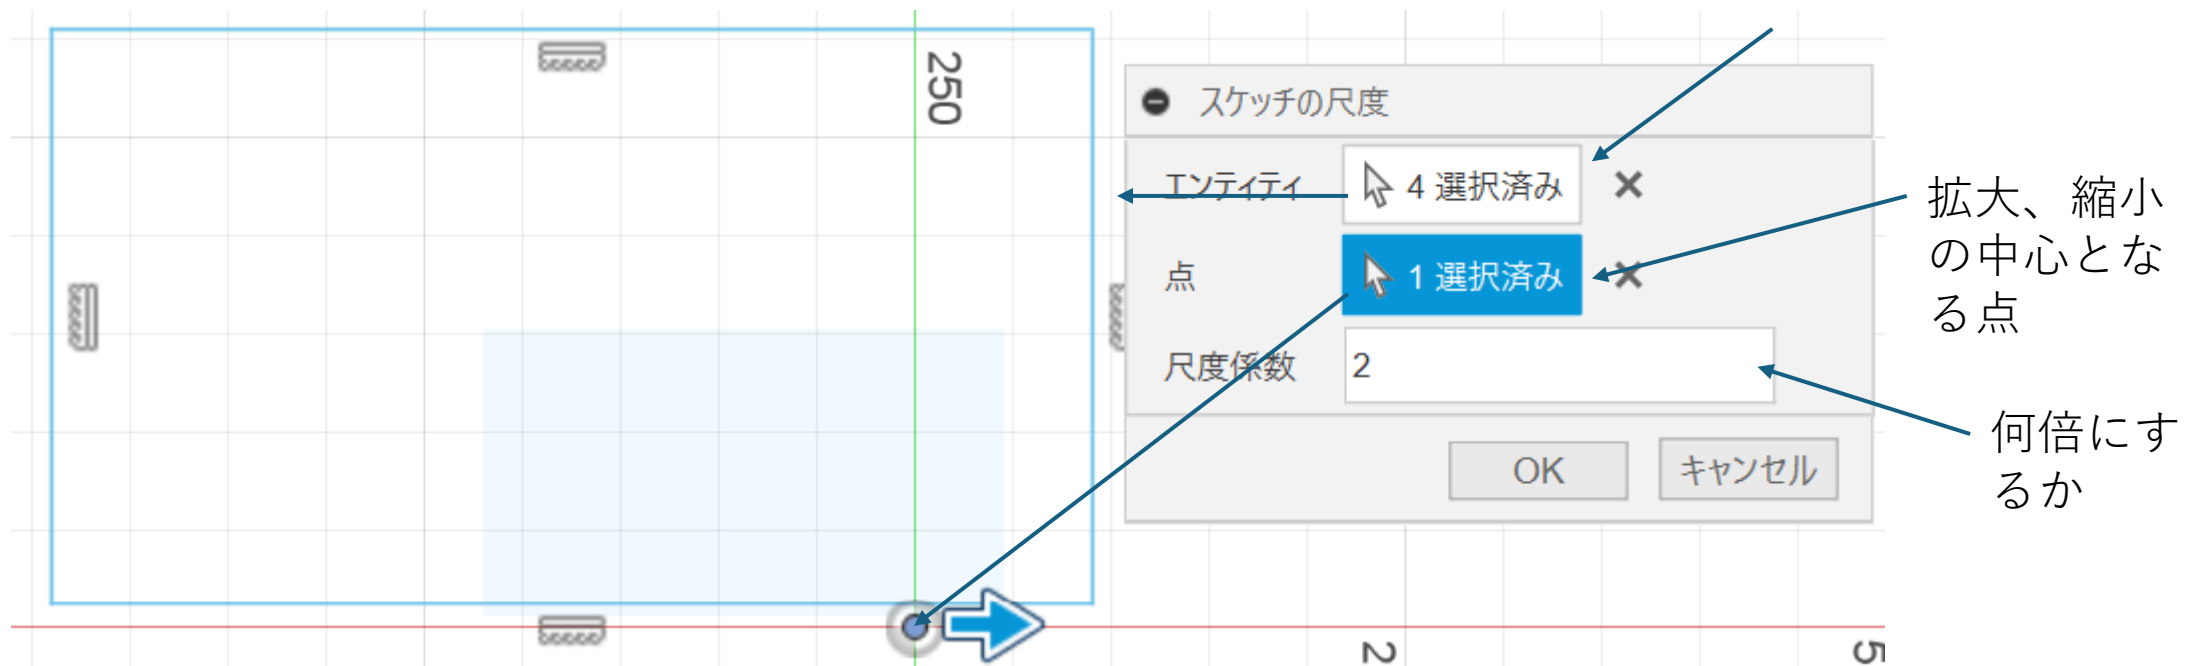 250
スケッチの尺度
エンティティ
4 選択済み
点
1 選択済み
尺度係数
2
OK
キャンセル
拡大、縮小
の中心とな
る点
何倍にす
るか
2
5